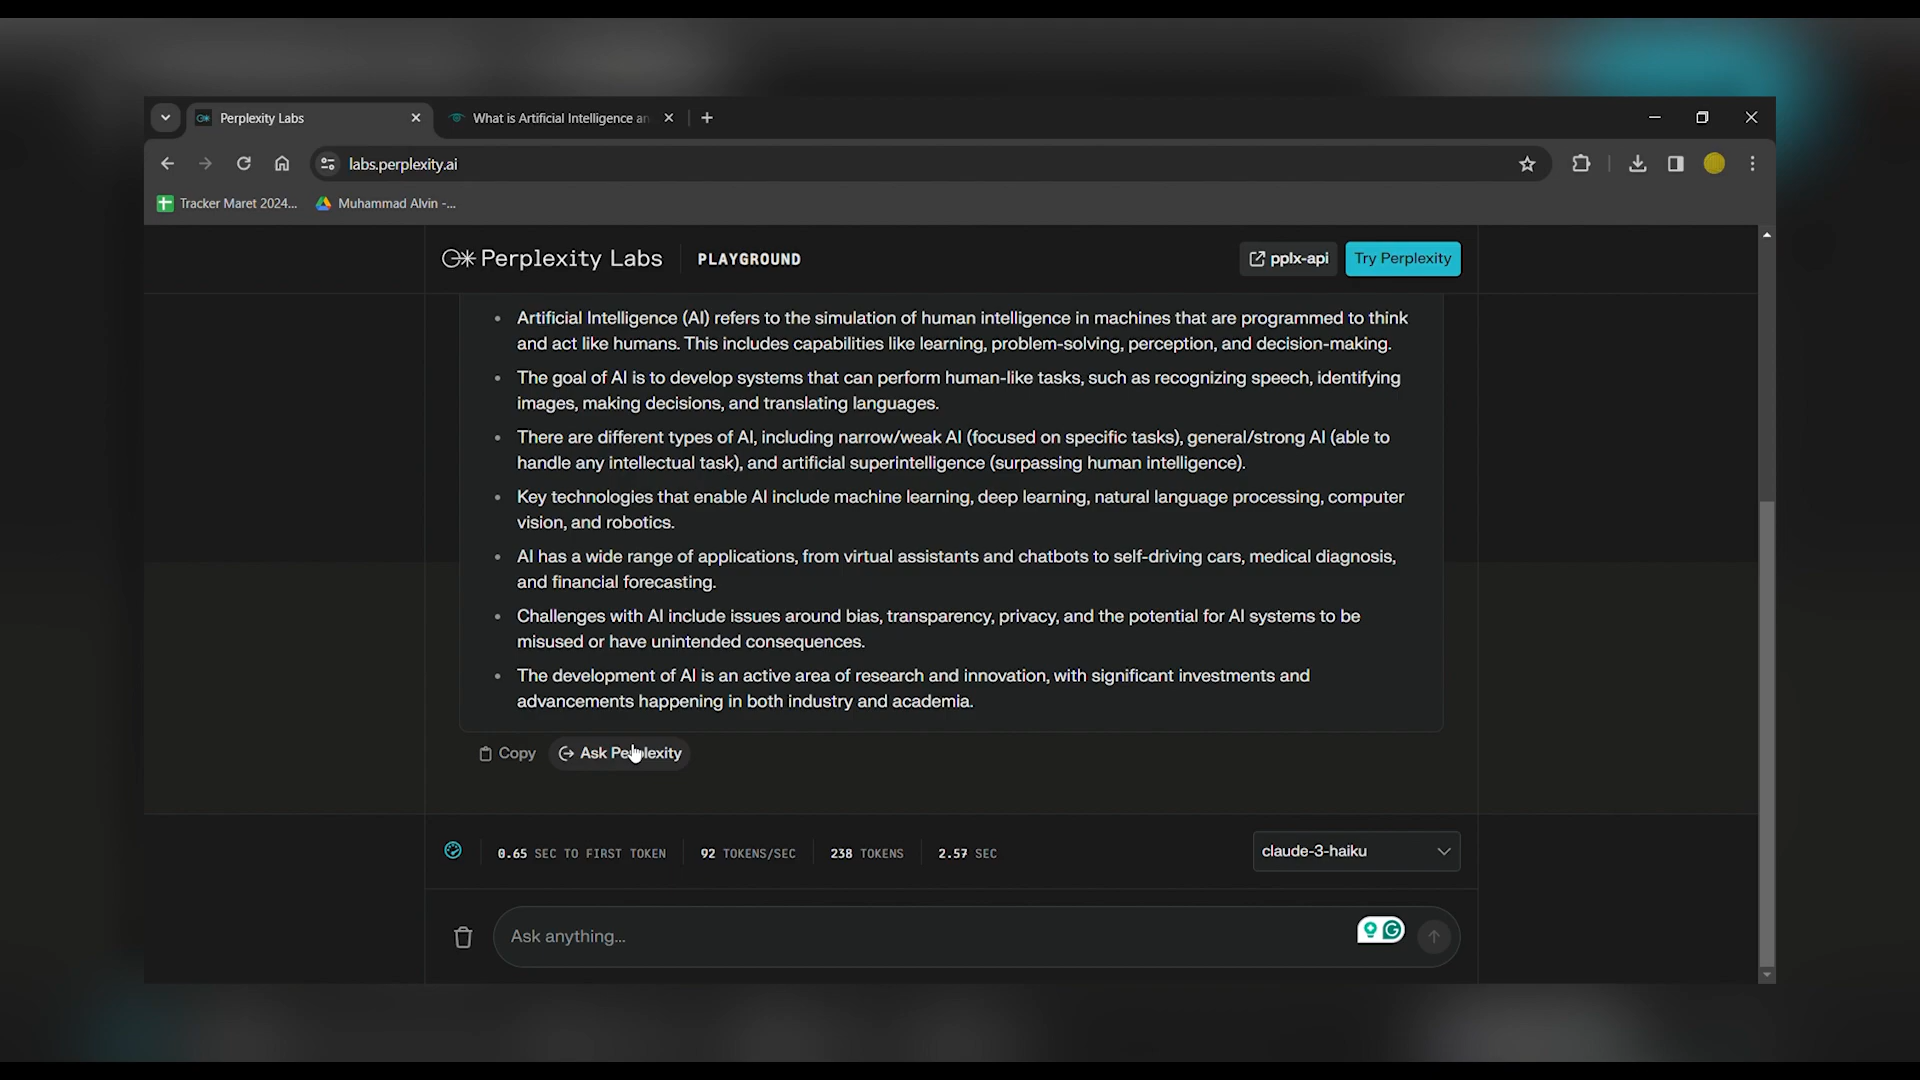 Perplexity Labs
What is Artificial Intelligence an
labs.perplexity.ai
Tracker Maret 2024...
Muhammad Alvin -...
Perplexity Labs
PLAYGROUND
pplx-api
Try Perplexity
• Artificial Intelligence (AI) refers to the simulation of human intelligence in machines that are programmed to think
and act like humans. This includes capabilities like learning, problem-solving, perception, and decision-making.
• The goal of AI is to develop systems that can perform human-like tasks, such as recognizing speech, identifying
images, making decisions, and translating languages.
• There are different types of AI, including narrow/weak AI (focused on specific tasks), general/strong AI (able to
handle any intellectual task), and artificial superintelligence (surpassing human intelligence).
• Key technologies that enable AI include machine learning, deep learning, natural language processing, computer
vision, and robotics.
• AI has a wide range of applications, from virtual assistants and chatbots to self-driving cars, medical diagnosis,
and financial forecasting.
• Challenges with AI include issues around bias, transparency, privacy, and the potential for AI systems to be
misused or have unintended consequences.
• The development of AI is an active area of research and innovation, with significant investments and
advancements happening in both industry and academia.
Copy
Ask Perplexity
0.65 SEC TO FIRST TOKEN
92 TOKENS/SEC
238 TOKENS
2.57 SEC
claude-3-haiku
Ask anything...